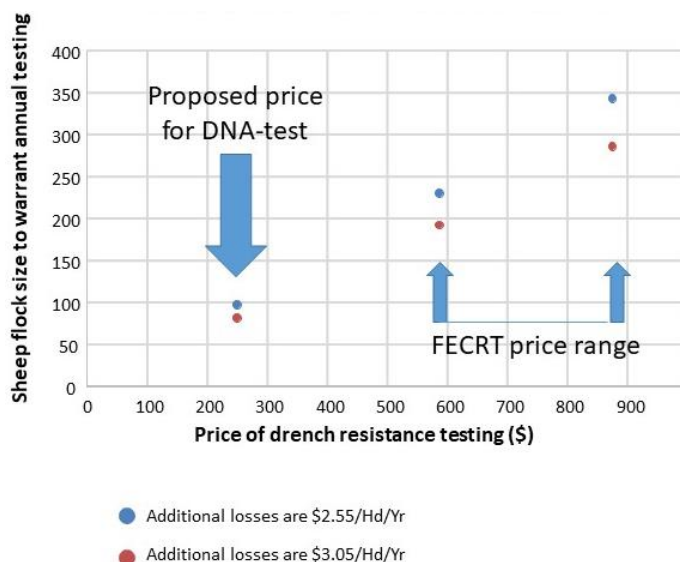 Sheep flock size to warrant annual testing
400
350
300
250
200
150
100
50
0
Proposed price
for DNA-test
FECRT price range
0 100 200 300 400 500 600 700 800 900
Price of drench resistance testing ($)
Additional losses are $2.55/Hd/Yr
Additional losses are $3.05/Hd/Yr